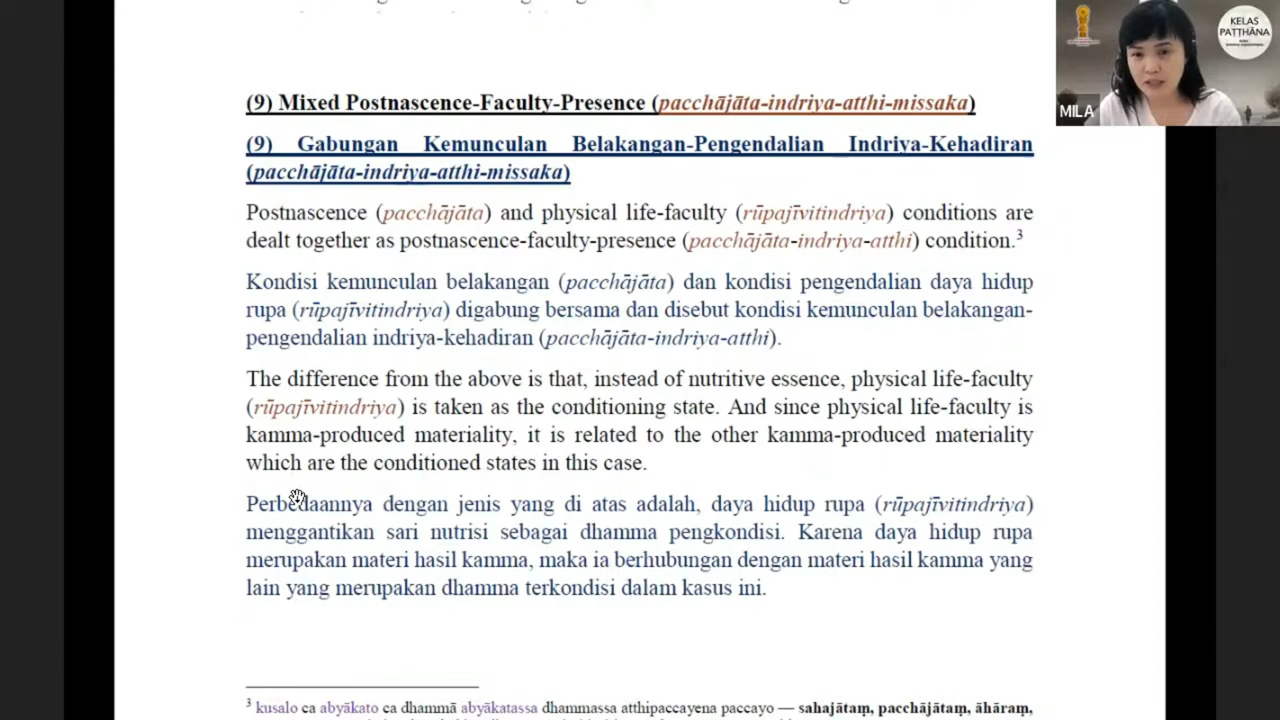 (9) Mixed Postnascence-Faculty-Presence (pacchājāta-indriya-atthi-missaka)
(9) Gabungan Kemunculan Belakangan-Pengendalian Indriya-Kehadiran
(pacchājāta-indriya-atthi-missaka)
Postnascence (pacchājāta) and physical life-faculty (rūpajīvitindriya) conditions are
dealt together as postnascence-faculty-presence (pacchājāta-indriya-atthi) condition.³
Kondisi kemunculan belakangan (pacchājāta) dan kondisi pengendalian daya hidup
rupa (rūpajīvitindriya) digabung bersama dan disebut kondisi kemunculan belakangan-
pengendalian indriya-kehadiran (pacchājāta-indriya-atthi).
The difference from the above is that, instead of nutritive essence, physical life-faculty
(rūpajīvitindriya) is taken as the conditioning state. And since physical life-faculty is
kamma-produced materiality, it is related to the other kamma-produced materiality
which are the conditioned states in this case.
Perbedaannya dengan jenis yang di atas adalah, daya hidup rupa (rūpajīvitindriya)
menggantikan sari nutrisi sebagai dhamma pengkondisi. Karena daya hidup rupa
merupakan materi hasil kamma, maka ia berhubungan dengan materi hasil kamma yang
lain yang merupakan dhamma terkondisi dalam kasus ini.
³ kusalo ca abyākato ca dhammā abyākatassa dhammassa atthipaccayena paccayo — sahajātaṃ, pacchājātaṃ, āhāraṃ,
MILA
KELAS
PAṬṬHĀNA